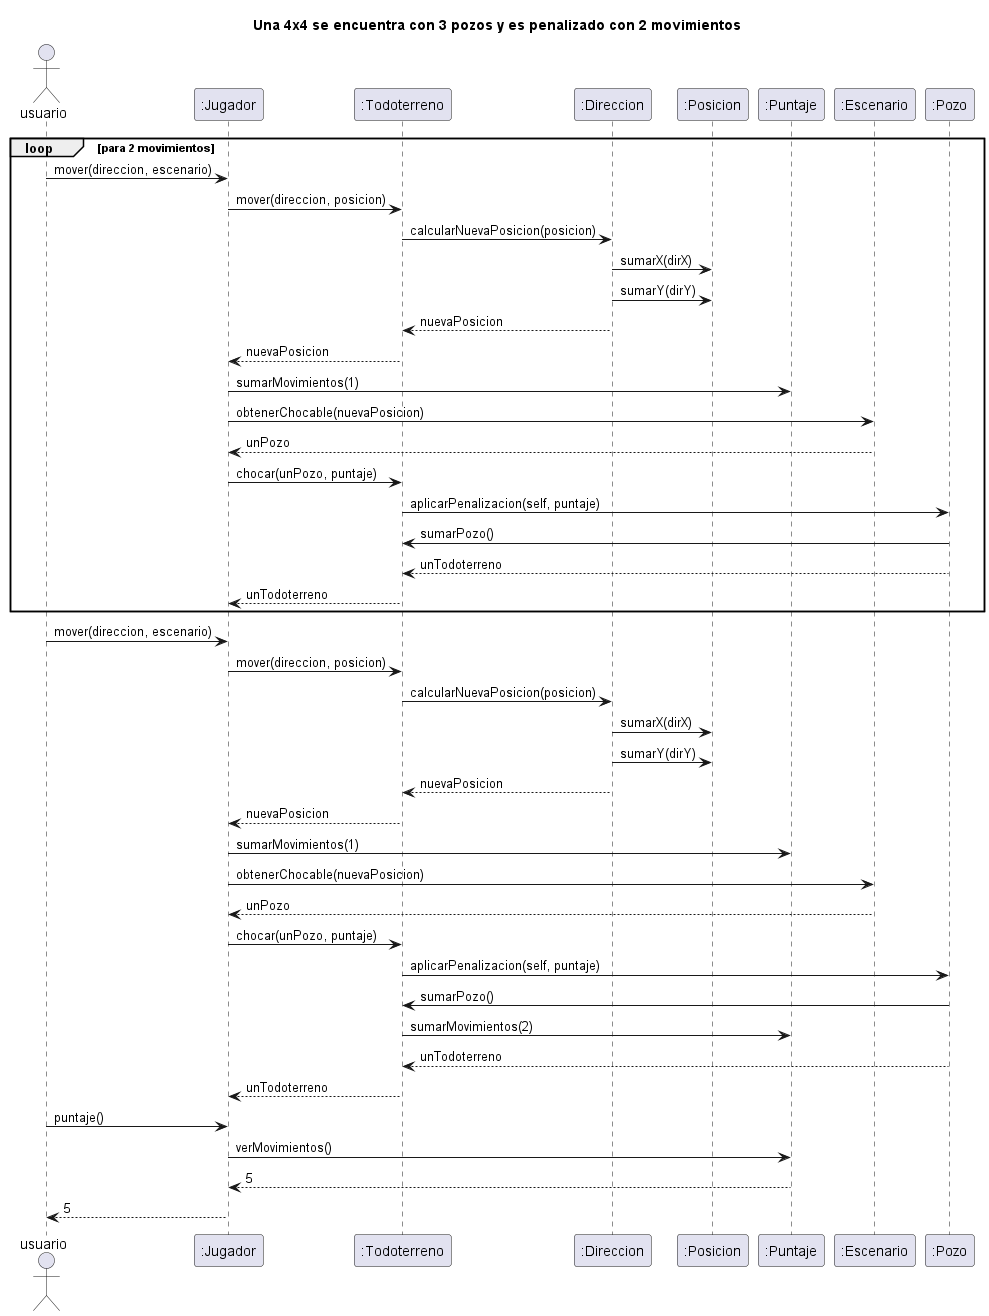 Una 4x4 se encuentra con 3 pozos y es penalizado con 2 movimientos
usuario
:Jugador
:Todoterreno
:Direccion
:Posicion
:Puntaje
:Escenario
:Pozo
loop
[para 2 movimientos]
mover(direccion, escenario)
mover(direccion, posicion)
calcularNuevaPosicion(posicion)
sumarX(dirX)
sumarY(dirY)
nuevaPosicion
nuevaPosicion
sumarMovimientos(1)
obtenerChocable(nuevaPosicion)
unPozo
chocar(unPozo, puntaje)
aplicarPenalizacion(self, puntaje)
sumarPozo()
unTodoterreno
unTodoterreno
mover(direccion, escenario)
mover(direccion, posicion)
calcularNuevaPosicion(posicion)
sumarX(dirX)
sumarY(dirY)
nuevaPosicion
nuevaPosicion
sumarMovimientos(1)
obtenerChocable(nuevaPosicion)
unPozo
chocar(unPozo, puntaje)
aplicarPenalizacion(self, puntaje)
sumarPozo()
sumarMovimientos(2)
unTodoterreno
unTodoterreno
puntaje()
verMovimientos()
5
5
usuario
:Jugador
:Todoterreno
:Direccion
:Posicion
:Puntaje
:Escenario
:Pozo